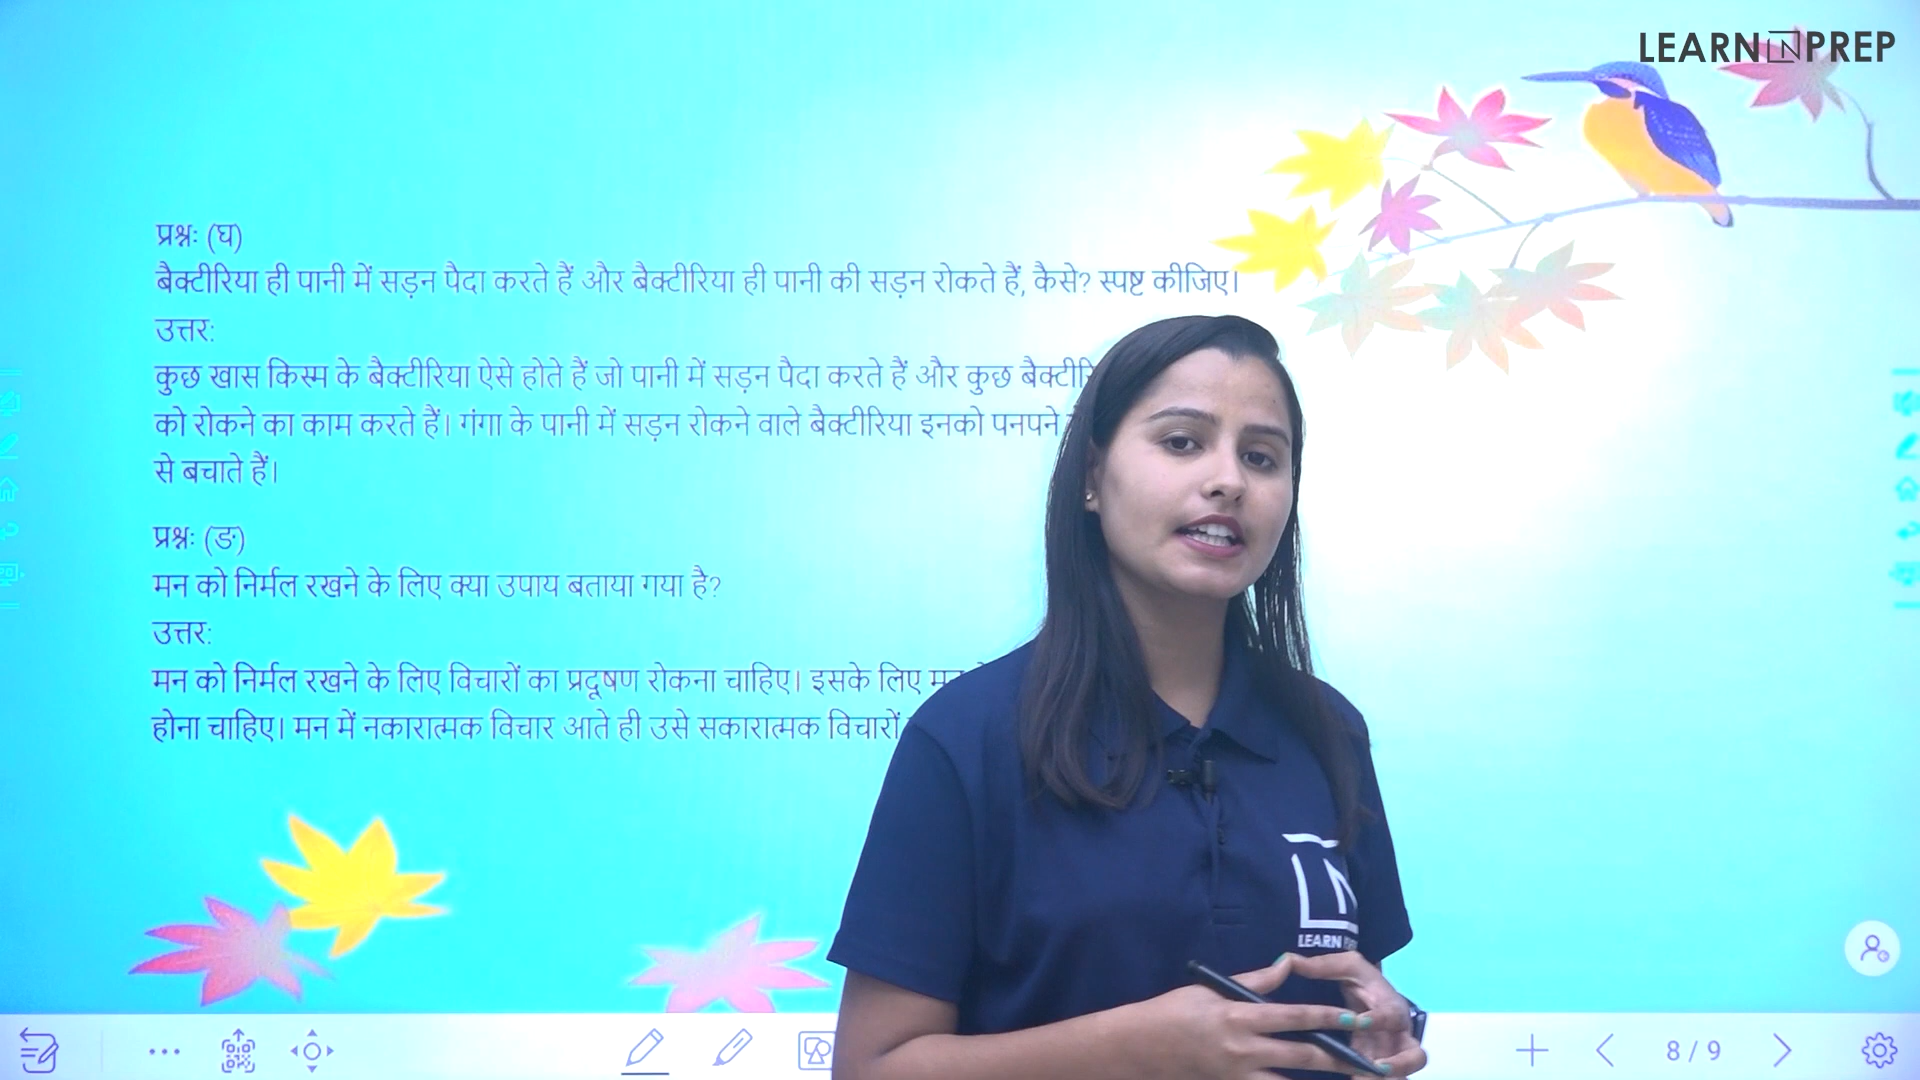 LEARN N PREP
प्रश्नः (घ)
बैक्टीरिया ही पानी में सड़न पैदा करते हैं और बैक्टीरिया ही पानी की सड़न रोकते हैं, कैसे? स्पष्ट कीजिए।
उत्तर:
कुछ खास किस्म के बैक्टीरिया ऐसे होते हैं जो पानी में सड़न पैदा करते हैं और कुछ
को रोकने का काम करते हैं। गंगा के पानी में सड़न रोकने वाले बैक्टीरिया इनको पनपने
से बचाते हैं।
प्रश्नः (ङ)
मन को निर्मल रखने के लिए क्या उपाय बताया गया है?
उत्तर:
मन को निर्मल रखने के लिए विचारों का प्रदूषण रोकना चाहिए। इसके लिए
होना चाहिए। मन में नकारात्मक विचार आते ही उसे सकारात्मक विचारों
LN
LEARN
8 / 9